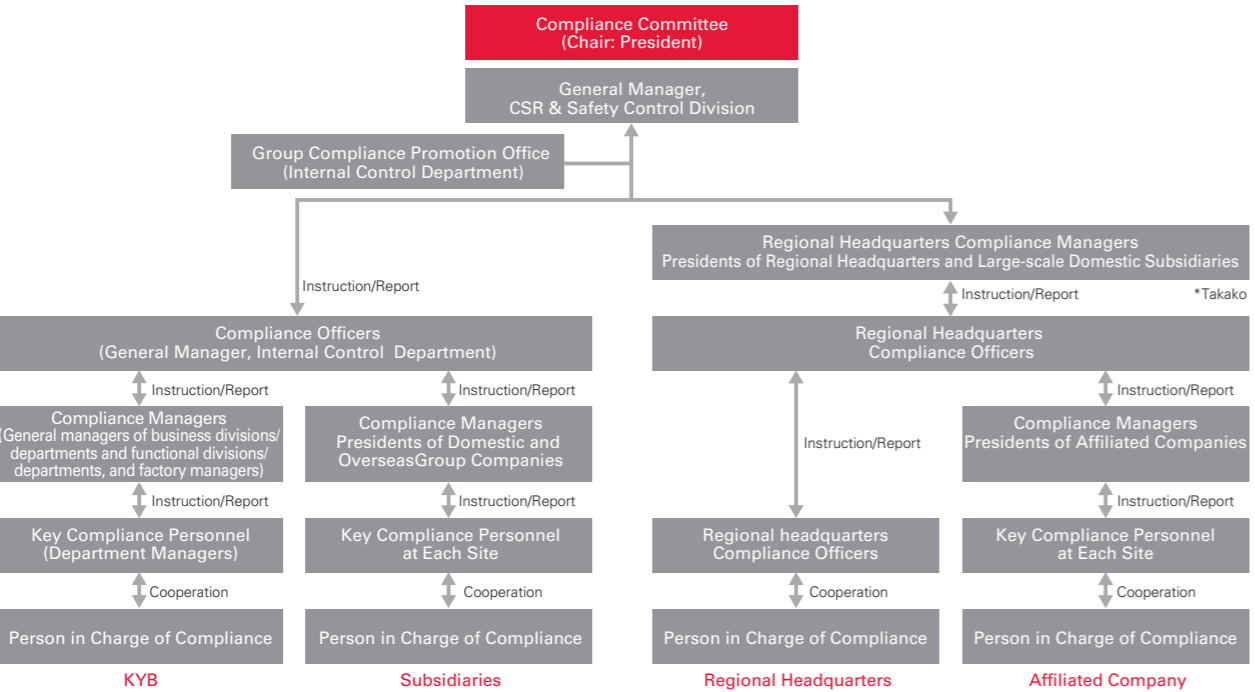 Compliance Committee
(Chair: President)
General Manager,
CSR & Safety Control Division
Group Compliance Promotion Office
(Internal Control Department)
Regional Headquarters Compliance Managers
Presidents of Regional Headquarters and Large-scale Domestic Subsidiaries
Instruction/Report
Instruction/Report
*Takako
Compliance Officers
(General Manager, Internal Control Department)
Regional Headquarters
Compliance Officers
Instruction/Report
Instruction/Report
Instruction/Report
Compliance Managers
(General managers of business divisions/
departments and functional divisions/
departments, and factory managers)
Compliance Managers
Presidents of Domestic and
OverseasGroup Companies
Instruction/Report
Compliance Managers
Presidents of Affiliated Companies
Instruction/Report
Instruction/Report
Instruction/Report
Key Compliance Personnel
(Department Managers)
Key Compliance Personnel
at Each Site
Regional headquarters
Compliance Officers
Key Compliance Personnel
at Each Site
Cooperation
Cooperation
Cooperation
Cooperation
Person in Charge of Compliance
Person in Charge of Compliance
Person in Charge of Compliance
Person in Charge of Compliance
KYB
Subsidiaries
Regional Headquarters
Affiliated Company